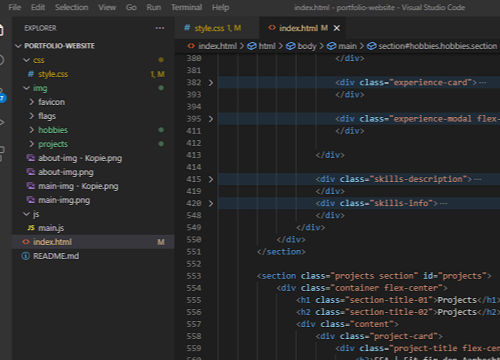 File Edit Selection View Go Run Terminal Help index.html - portfolio-website - Visual Studio Code
EXPLORER
PORTFOLIO-WEBSITE
css
style.css 1, M
img
favicon
flags
hobbies
projects
about-img - Kopie.png
about-img.png
main-img - Kopie.png
main-img.png
js
main.js
index.html M
README.md
style.css 1, M index.html M
index.html > html > body > main > section#hobbies.hobbies.section
380 </div>
381
382 <div class="experience-card">
393 </div>
394
395 <div class="experience-modal flex-
411 </div>
412
413 </div>
414
415 <div class="skills-description">
419 </div>
420 <div class="skills-info">
548 </div>
549 </div>
550 </div>
551 </section>
552
553 <section class="projects section" id="projects">
554 <div class="container flex-center">
555 <h1 class="section-title-01">Projects</h1>
556 <h2 class="section-title-02">Projects</h2>
557 <div class="content">
558 <div class="project-card">
559 <div class="project-title flex-cen